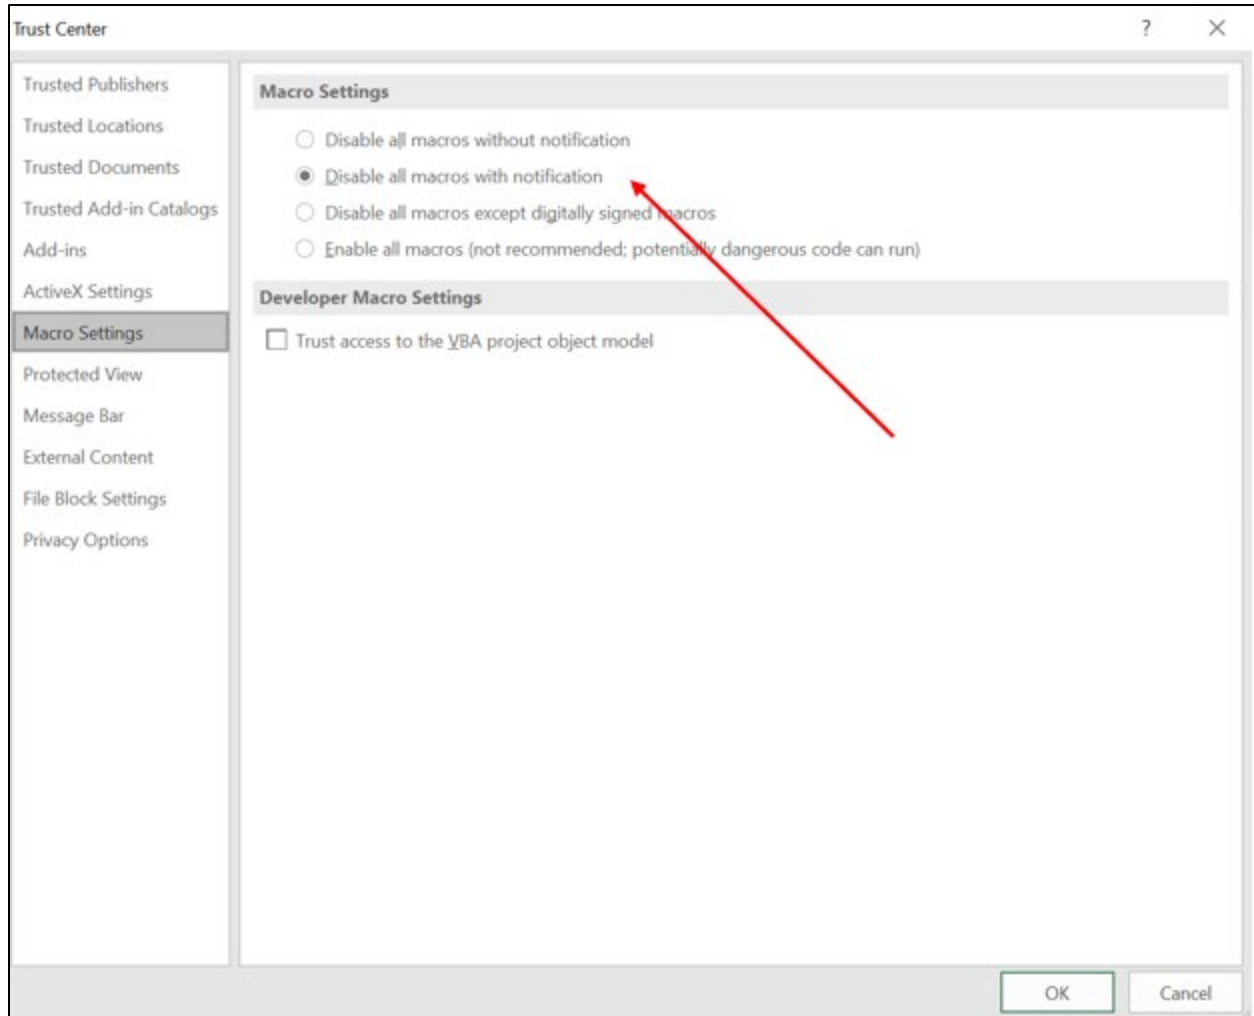 Trust Center
?
Trusted Publishers
Trusted Locations
Trusted Documents
Trusted Add-in Catalogs
Add-ins
ActiveX Settings
Macro Settings
Protected View
Message Bar
External Content
File Block Settings
Privacy Options
Macro Settings
Disable all macros without notification
Disable all macros with notification
Disable all macros except digitally signed macros
Enable all macros (not recommended; potentially dangerous code can run)
Developer Macro Settings
Trust access to the VBA project object model
OK
Cancel